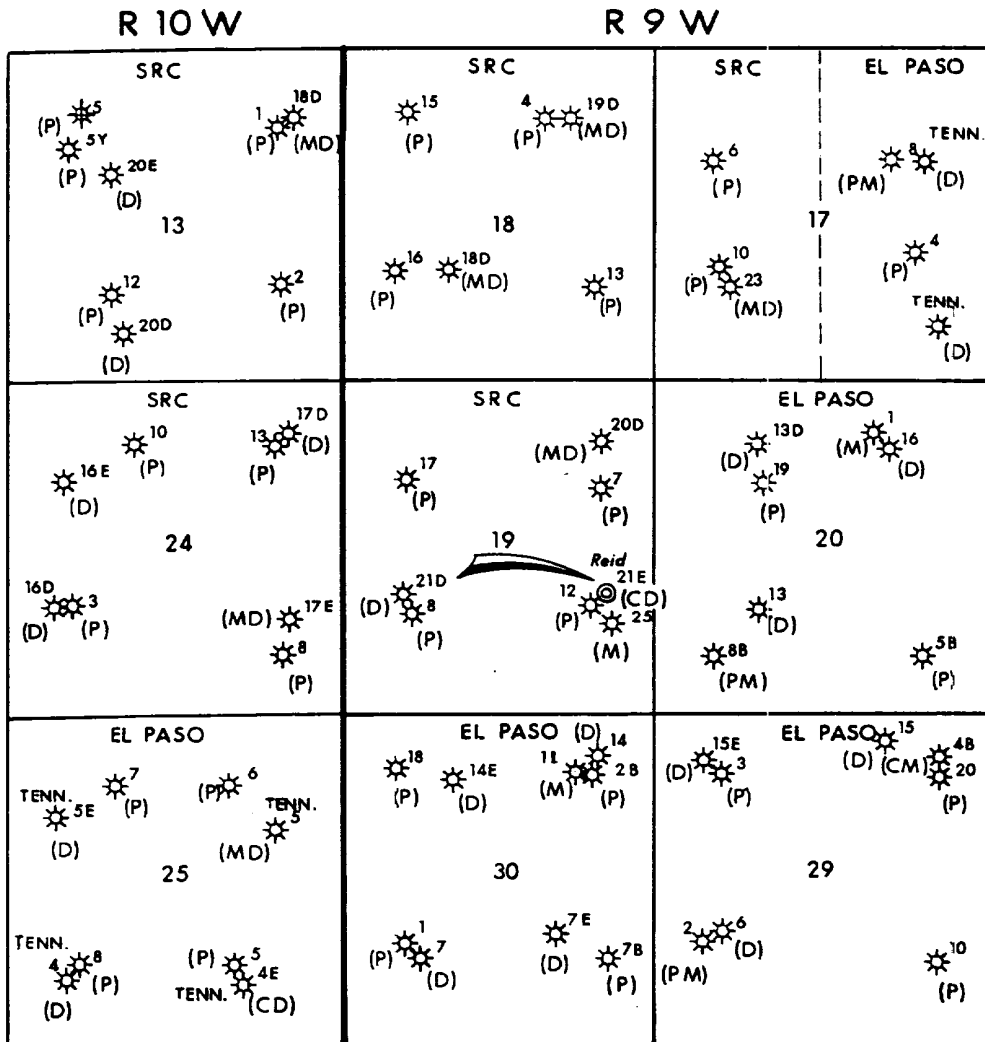 R 10 W
R 9 W
SRC
5
(P)
5Y
(P)
20E
(D)
1
(P)
18D
(MD)
13
12
(P)
20D
(D)
2
(P)
SRC
15
(P)
4
(P)
19D
(MD)
18
16
(P)
18D
(MD)
13
(P)
SRC
EL PASO
6
(P)
8
(PM)
TENN.
(D)
17
10
(P)
23
(MD)
4
(P)
TENN.
(D)
SRC
10
(P)
13
(P)
17D
(D)
16E
(D)
24
16D
(D)
3
(P)
(MD)
17E
8
(P)
SRC
20D
(MD)
17
(P)
7
(P)
19
Reid
21E
(CD)
21D
(D)
8
(P)
12
(P)
25
(M)
EL PASO
13D
(D)
19
(P)
1
(M)
16
(D)
20
13
(D)
8B
(PM)
5B
(P)
EL PASO
7
(P)
6
(P)
TENN.
5E
(D)
TENN.
5
(MD)
25
TENN.
8
4
(P)
(D)
5
(P)
4E
TENN.
(CD)
EL PASO
(D)
14
18
(P)
14E
(D)
(M)
2B
(P)
30
1
(P)
7
(D)
7E
(D)
7B
(P)
EL PASO
15
(D)
15E
(D)
3
(P)
(CM)
4B
20
(P)
29
2
(PM)
6
(D)
10
(P)